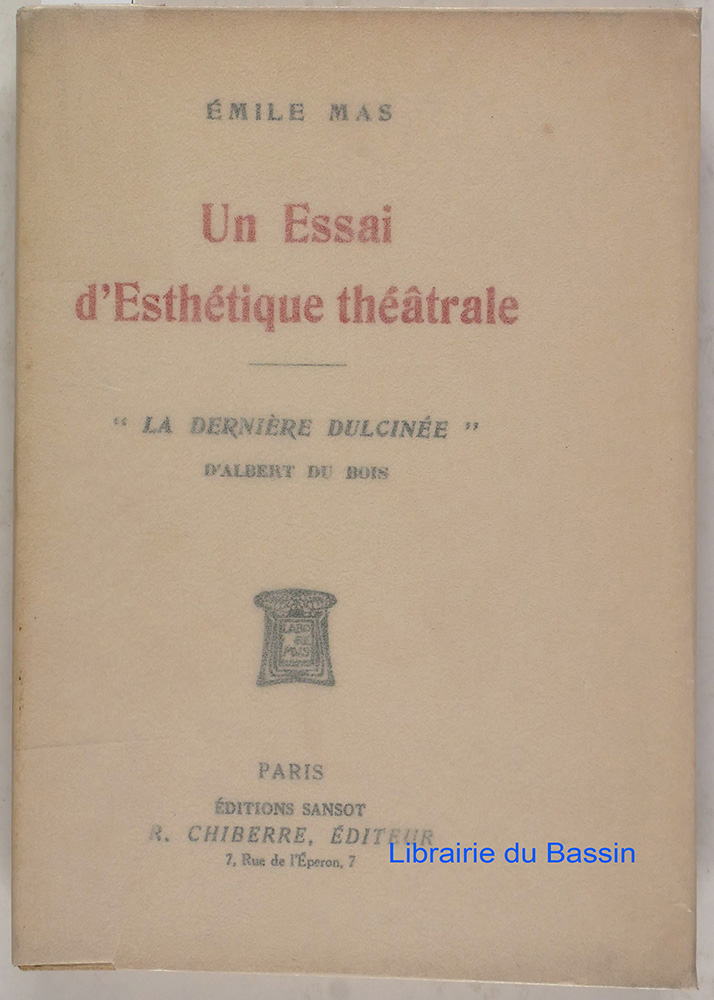 ÉMILE MAS
Un Essai
d'Esthétique théâtrale
" LA DERNIÈRE DULCINÉE "
D'ALBERT DU BOIS
PARIS
ÉDITIONS SANSOT
R. CHIBERRE, ÉDITEUR
7, Rue de l'Éperon, 7
Librairie du Bassin